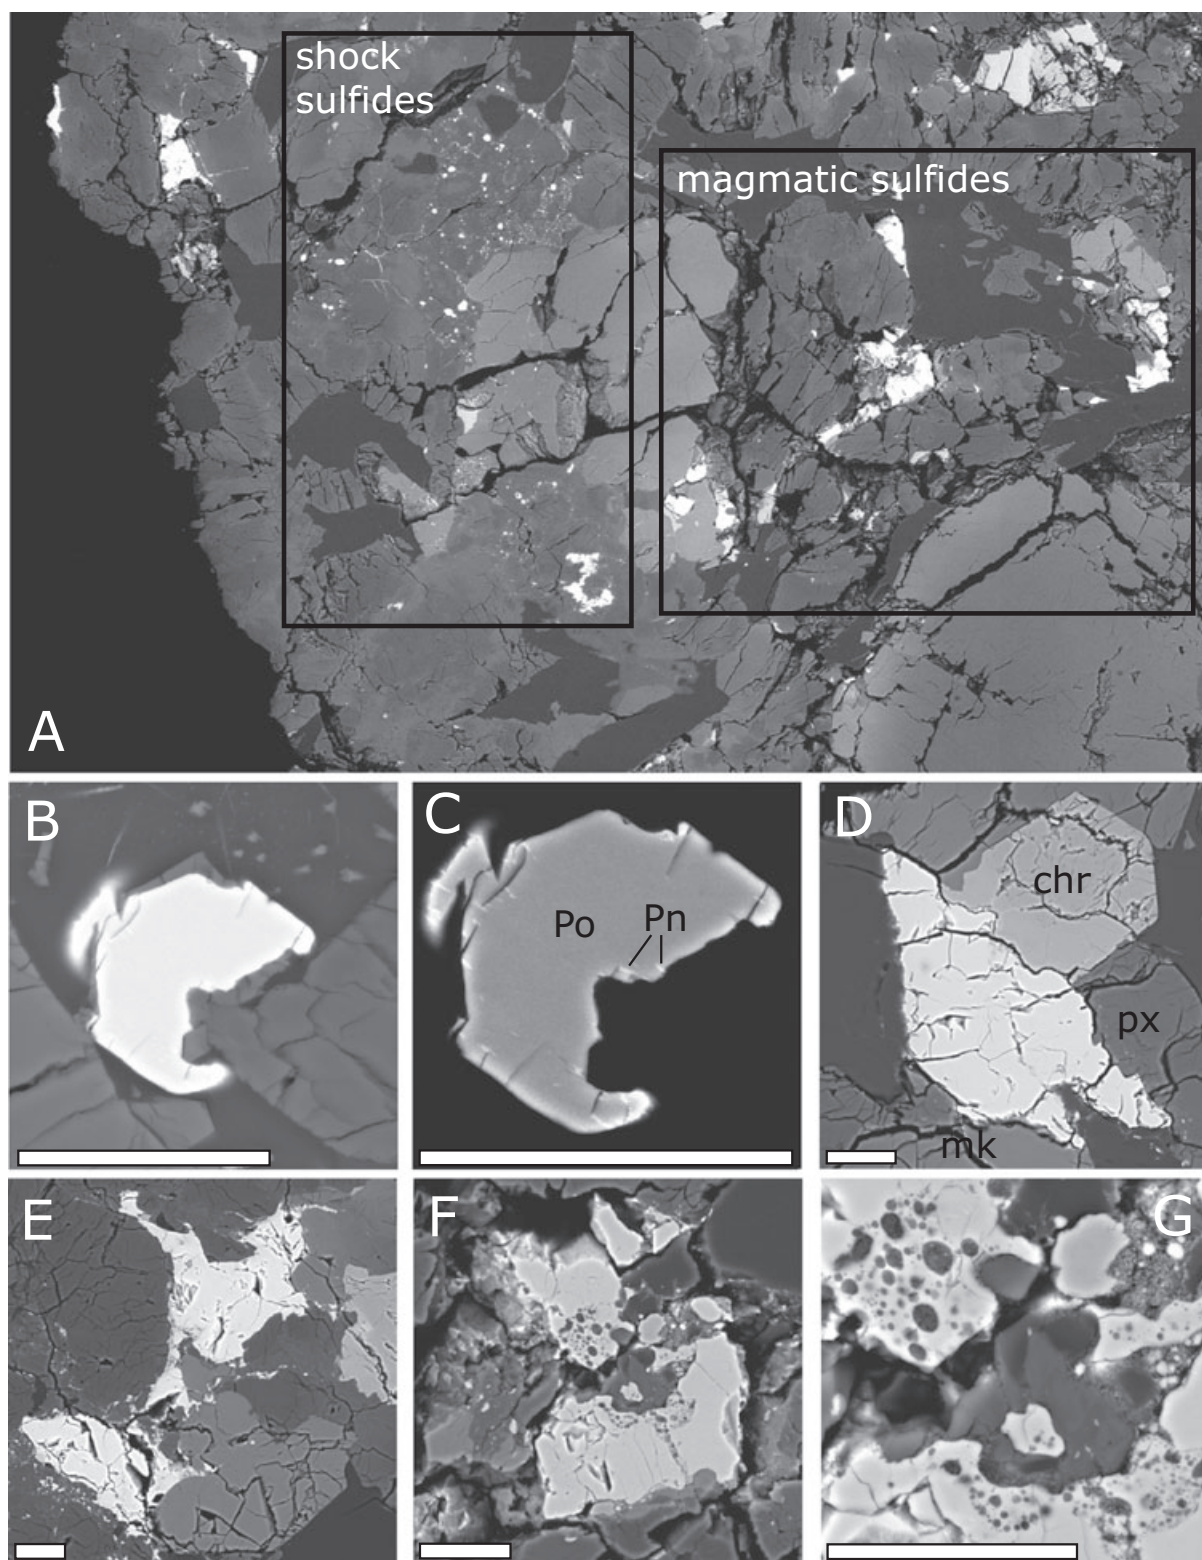 shock
sulfides
magmatic sulfides
A
B
C
Po
Pn
D
chr
px
mk
E
F
G